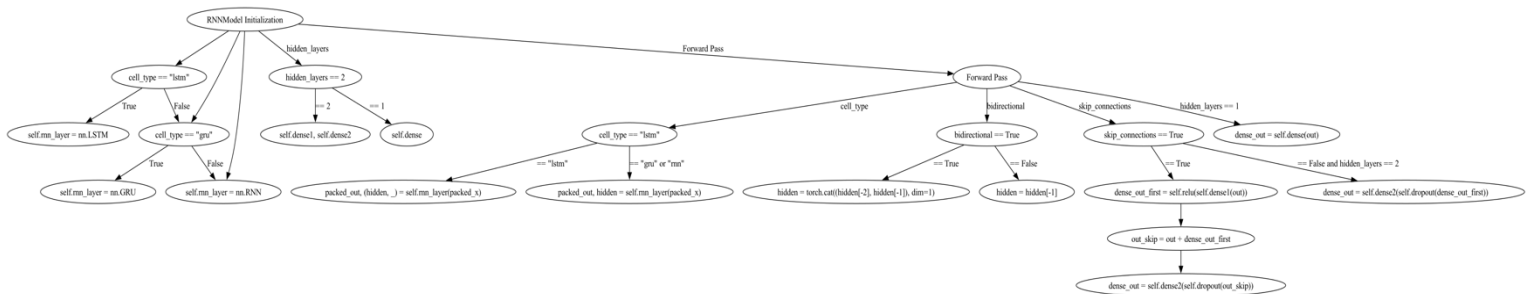 RNNModel Initialization
hidden_layers
Forward Pass
cell_type == "lstm"
hidden_layers == 2
Forward Pass
True
False
== 2
== 1
cell_type
bidirectional
skip_connections
hidden_layers == 1
self.rnn_layer = nn.LSTM
cell_type == "gru"
self.dense1, self.dense2
self.dense
cell_type == "lstm"
bidirectional == True
skip_connections == True
dense_out = self.dense(out)
True
False
== "lstm"
== "gru" or "rnn"
== True
== False
== True
== False and hidden_layers == 2
self.rnn_layer = nn.GRU
self.rnn_layer = nn.RNN
packed_out, (hidden, _) = self.rnn_layer(packed_x)
packed_out, hidden = self.rnn_layer(packed_x)
hidden = torch.cat((hidden[-2], hidden[-1]), dim=1)
hidden = hidden[-1]
dense_out_first = self.relu(self.dense1(out))
dense_out = self.dense2(self.dropout(dense_out_first))
out_skip = out + dense_out_first
dense_out = self.dense2(self.dropout(out_skip))